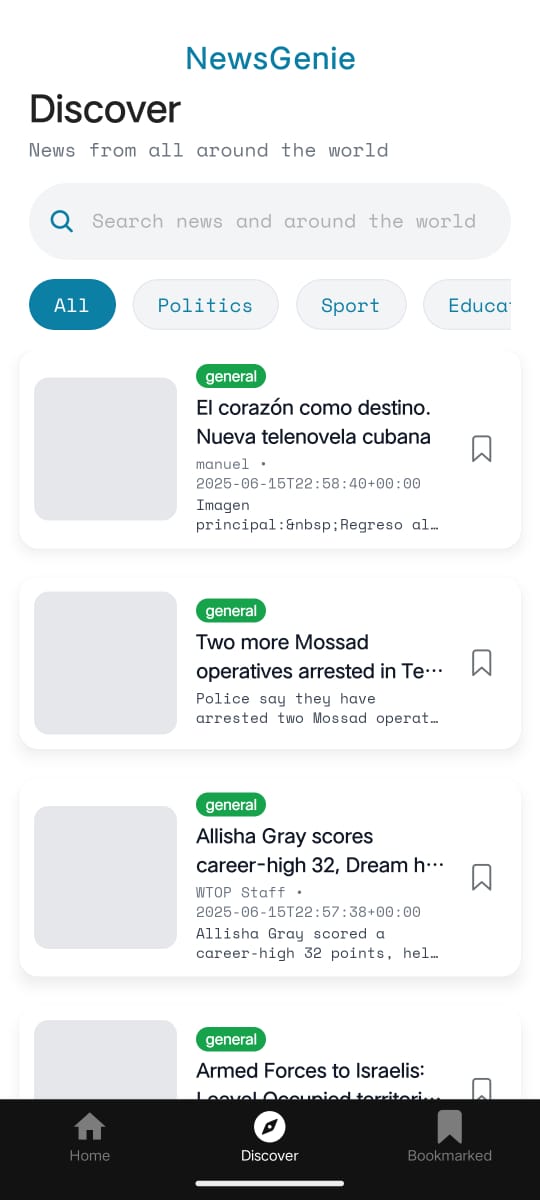 NewsGenie
Discover
News from all around the world
Search news and around the world
All
Politics
Sport
Educa
general
El corazón como destino.
Nueva telenovela cubana
manuel •
2025-06-15T22:58:40+00:00
Imagen
principal:&nbsp;Regreso al…
general
Two more Mossad
operatives arrested in Te…
Police say they have
arrested two Mossad operat…
general
Allisha Gray scores
career-high 32, Dream h…
WTOP Staff •
2025-06-15T22:57:38+00:00
Allisha Gray scored a
career-high 32 points, hel…
general
Armed Forces to Israelis:
Leave! Occupied territori…
Home
Discover
Bookmarked